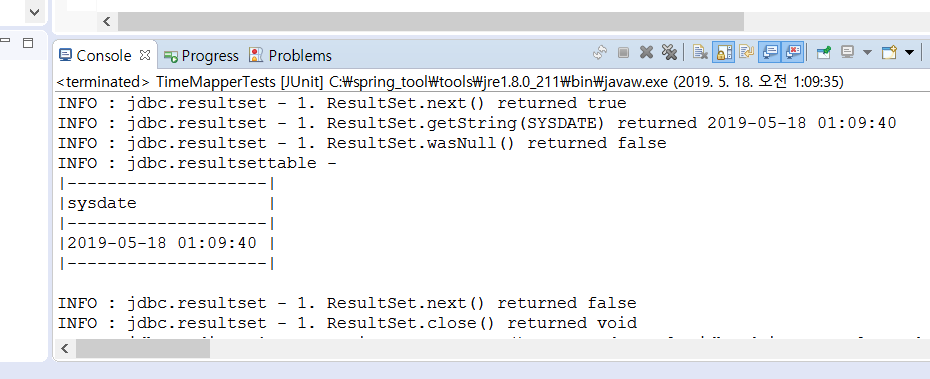 Console Progress Problems
<terminated> TimeMapperTests [JUnit] C:₩spring_tool₩tools₩jre1.8.0_211₩bin₩javaw.exe (2019. 5. 18. 오전 1:09:35)
INFO : jdbc.resultset - 1. ResultSet.next() returned true
INFO : jdbc.resultset - 1. ResultSet.getString(SYSDATE) returned 2019-05-18 01:09:40
INFO : jdbc.resultset - 1. ResultSet.wasNull() returned false
INFO : jdbc.resultsettable -
|--------------------|
|sysdate             |
|--------------------|
|2019-05-18 01:09:40 |
|--------------------|
INFO : jdbc.resultset - 1. ResultSet.next() returned false
INFO : jdbc.resultset - 1. ResultSet.close() returned void